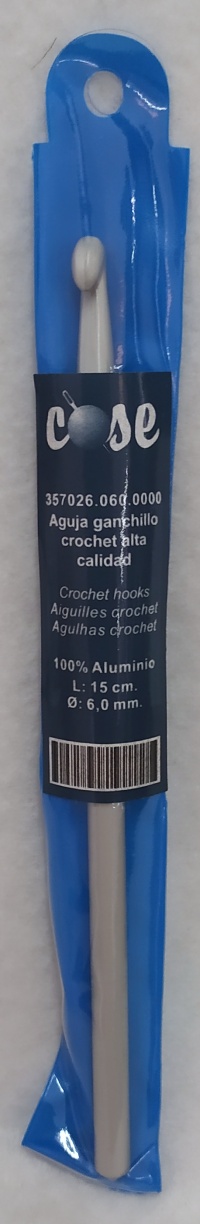 cose
357026.060.0000
Aguja ganchillo
crochet alta
calidad
Crochet hooks
Aiguilles crochet
Agulhas crochet
100% Aluminio
L: 15 cm.
Ø: 6,0 mm.